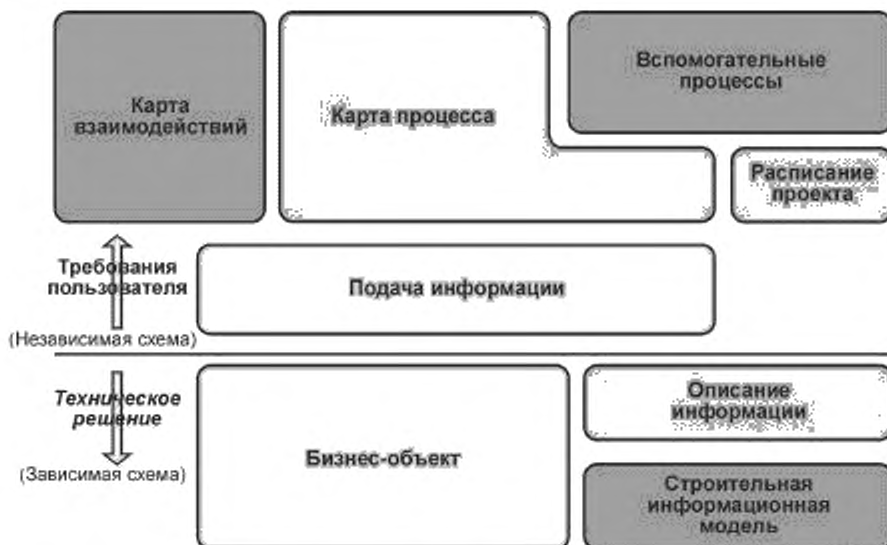 Карта
взаимодействий
Карта процесса
Вспомогательные
процессы
Расписание
проекта
Требования
пользователя
(Независимая схема)
Подача информации
Техническое
решение
(Зависимая схема)
Бизнес-объект
Описание
информации
Строительная
информационная
модель